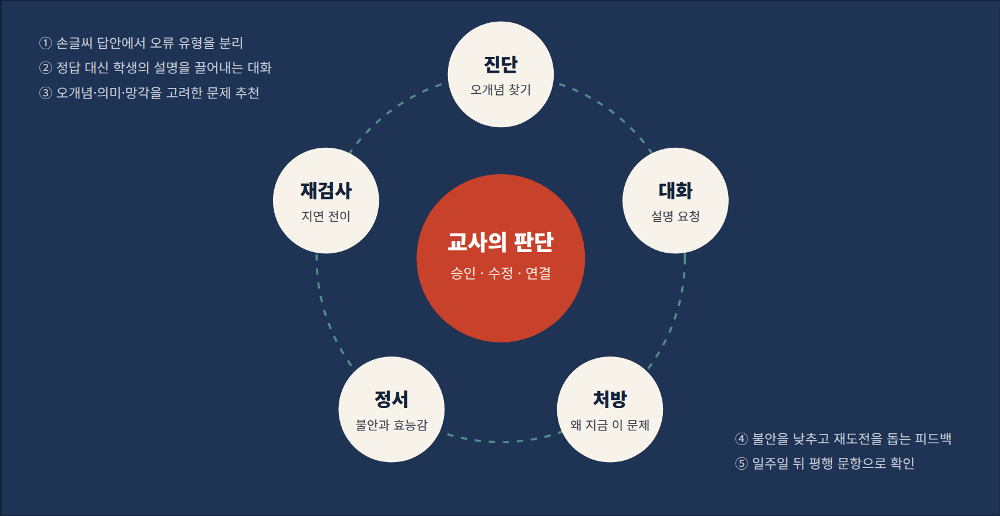 ① 손글씨 답안에서 오류 유형을 분리
② 정답 대신 학생의 설명을 끌어내는 대화
③ 오개념·의미·망각을 고려한 문제 추천
진단
오개념 찾기
재검사
지연 전이
대화
설명 요청
교사의 판단
승인 · 수정 · 연결
정서
불안과 효능감
처방
왜 지금 이 문제
④ 불안을 낮추고 재도전을 돕는 피드백
⑤ 일주일 뒤 평행 문항으로 확인